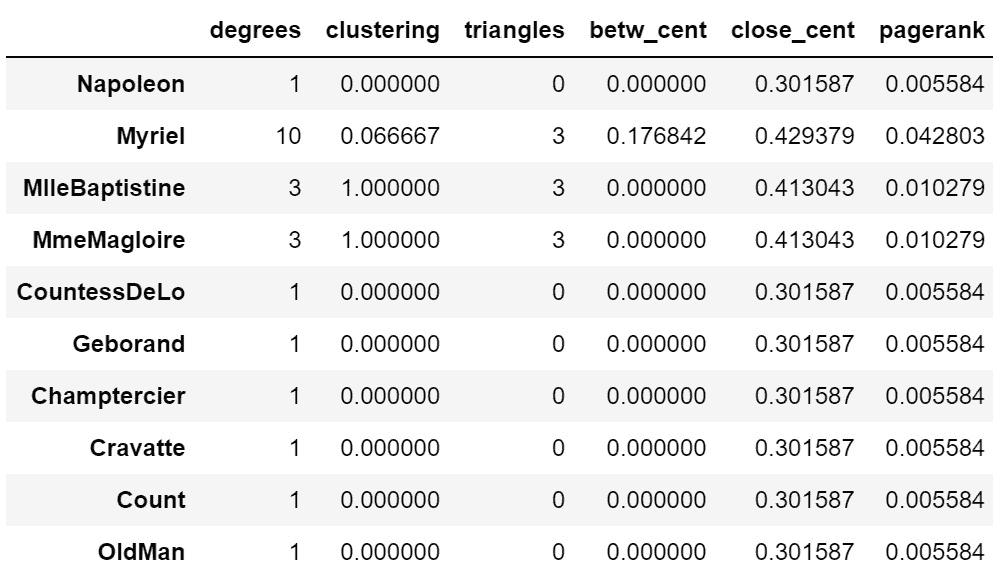 degrees clustering triangles betw_cent close_cent pagerank
Napoleon 1 0.000000 0 0.000000 0.301587 0.005584
Myriel 10 0.066667 3 0.176842 0.429379 0.042803
MlleBaptistine 3 1.000000 3 0.000000 0.413043 0.010279
MmeMagloire 3 1.000000 3 0.000000 0.413043 0.010279
CountessDeLo 1 0.000000 0 0.000000 0.301587 0.005584
Geborand 1 0.000000 0 0.000000 0.301587 0.005584
Champtercier 1 0.000000 0 0.000000 0.301587 0.005584
Cravatte 1 0.000000 0 0.000000 0.301587 0.005584
Count 1 0.000000 0 0.000000 0.301587 0.005584
OldMan 1 0.000000 0 0.000000 0.301587 0.005584